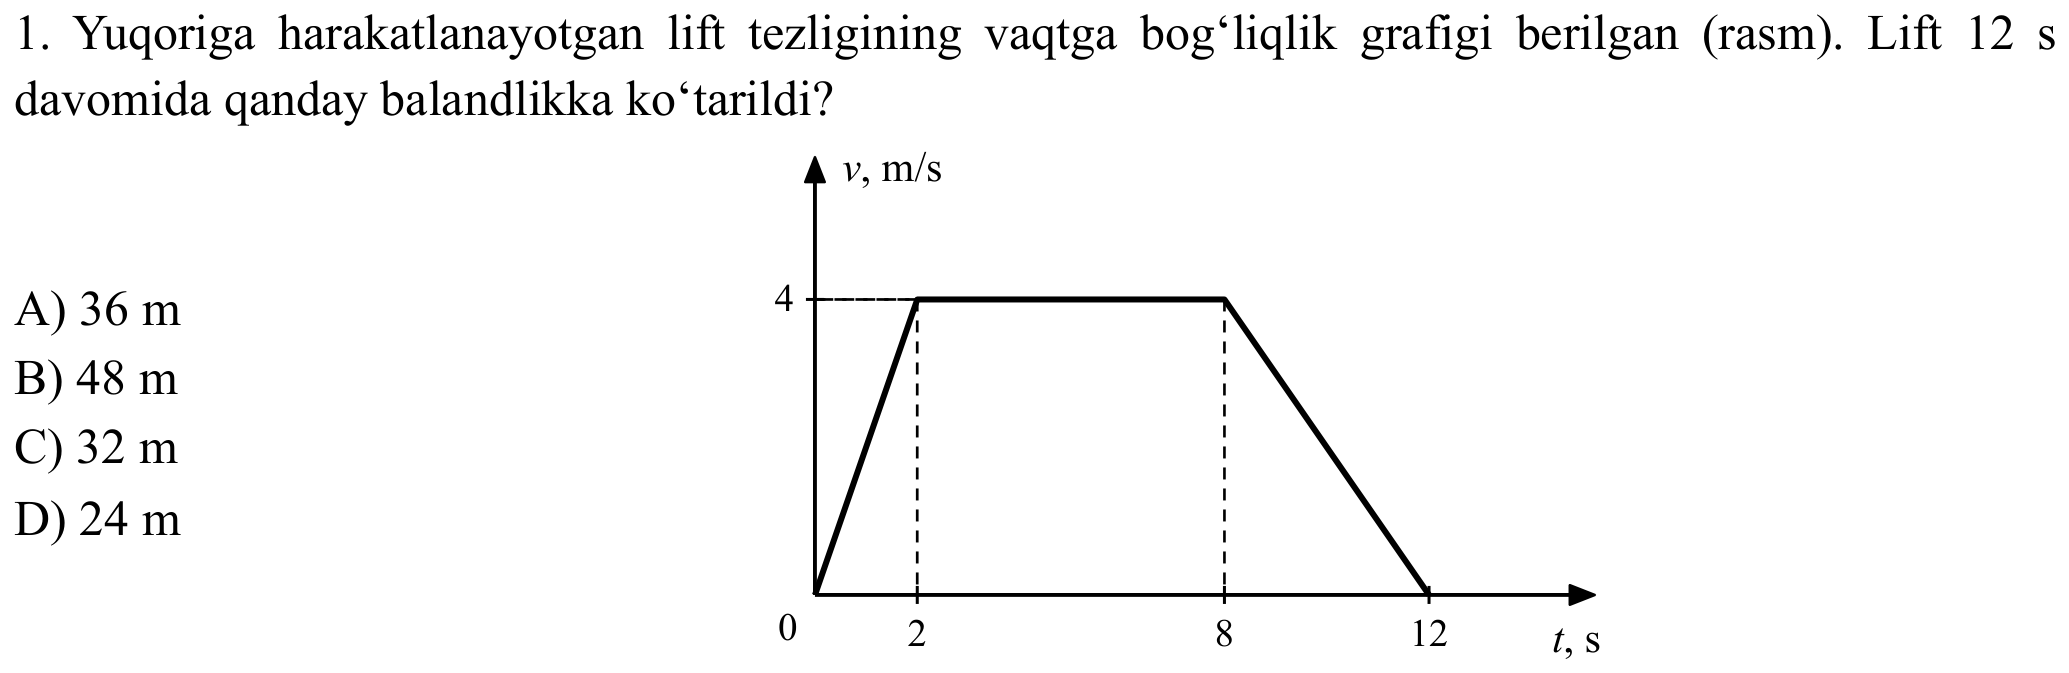 1. Yuqoriga harakatlanayotgan lift tezligining vaqtga bog‘liqlik grafigi berilgan (rasm). Lift 12 s
davomida qanday balandlikka ko‘tarildi?
v, m/s
A) 36 m
B) 48 m
C) 32 m
D) 24 m
4
0 2 8 12 t, s